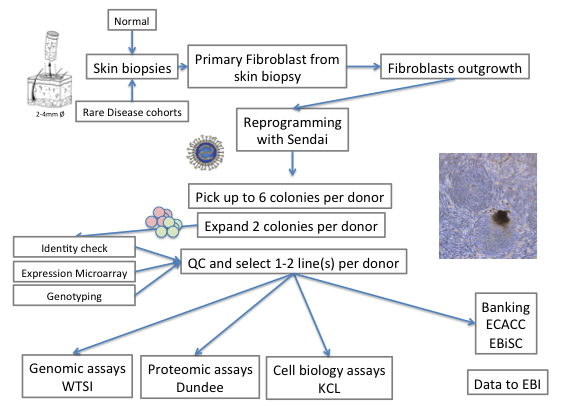 Normal
Skin biopsies
Primary Fibroblast from
skin biopsy
Fibroblasts outgrowth
2-4mm Ø
Rare Disease cohorts
Reprogramming
with Sendai
Pick up to 6 colonies per donor
Expand 2 colonies per donor
Identity check
Expression Microarray
Genotyping
QC and select 1-2 line(s) per donor
Banking
ECACC
EBiSC
Genomic assays
WTSI
Proteomic assays
Dundee
Cell biology assays
KCL
Data to EBI